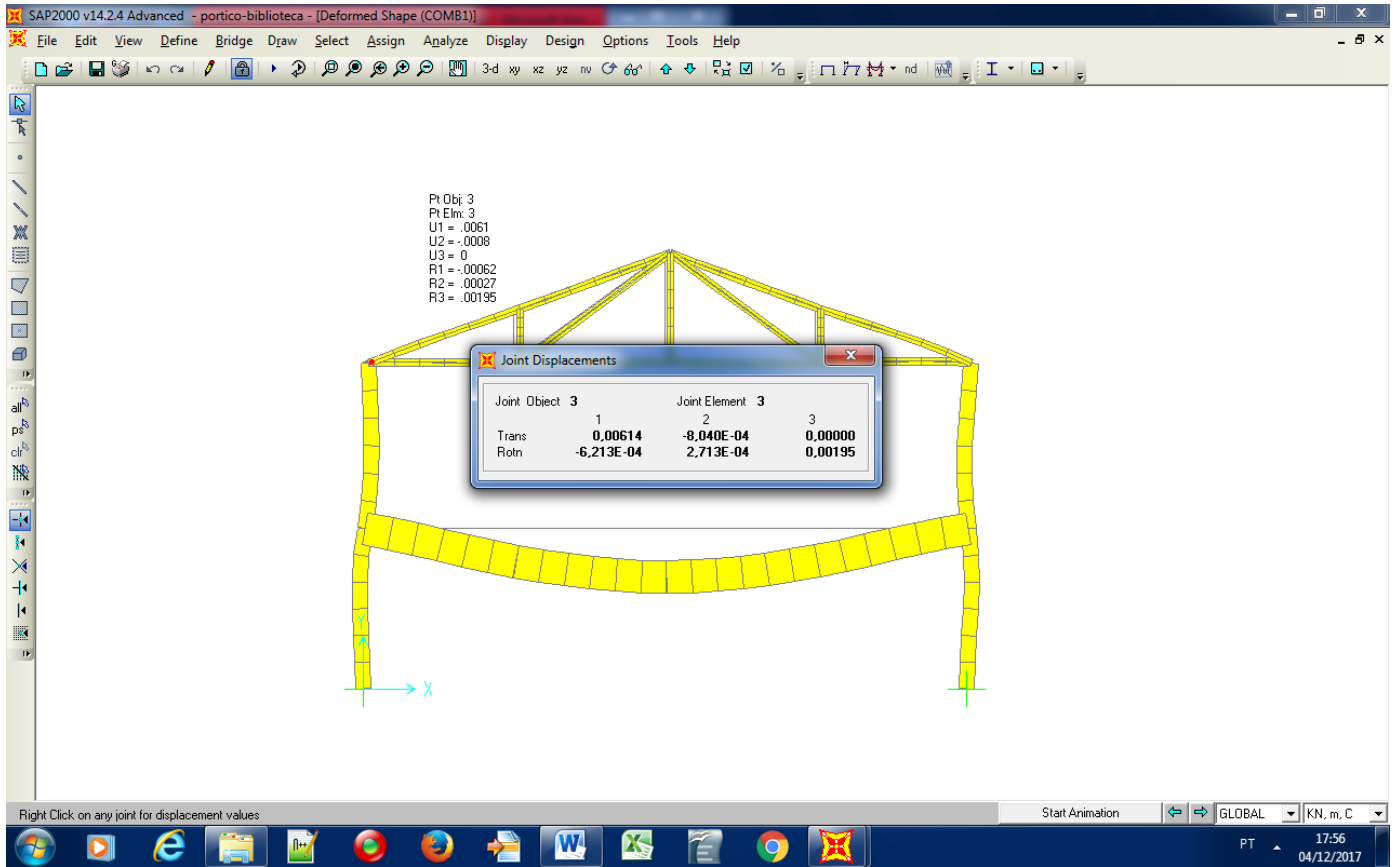 SAP2000 v14.2.4 Advanced - portico-biblioteca - [Deformed Shape (COMB1)]
File Edit View Define Bridge Draw Select Assign Analyze Display Design Options Tools Help
3-d xy xz yz nv nd
Pt Obj: 3
Pt Elm: 3
U1 = .0061
U2 = -.0008
U3 = 0
R1 = -.00062
R2 = .00027
R3 = .00195
Joint Displacements
Joint Object 3 Joint Element 3
1 2 3
Trans 0,00614 -8,040E-04 0,00000
Rotn -6,213E-04 2,713E-04 0,00195
all
ps
clr
Y
X
Right Click on any joint for displacement values
Start Animation
GLOBAL
KN, m, C
PT
17:56
04/12/2017